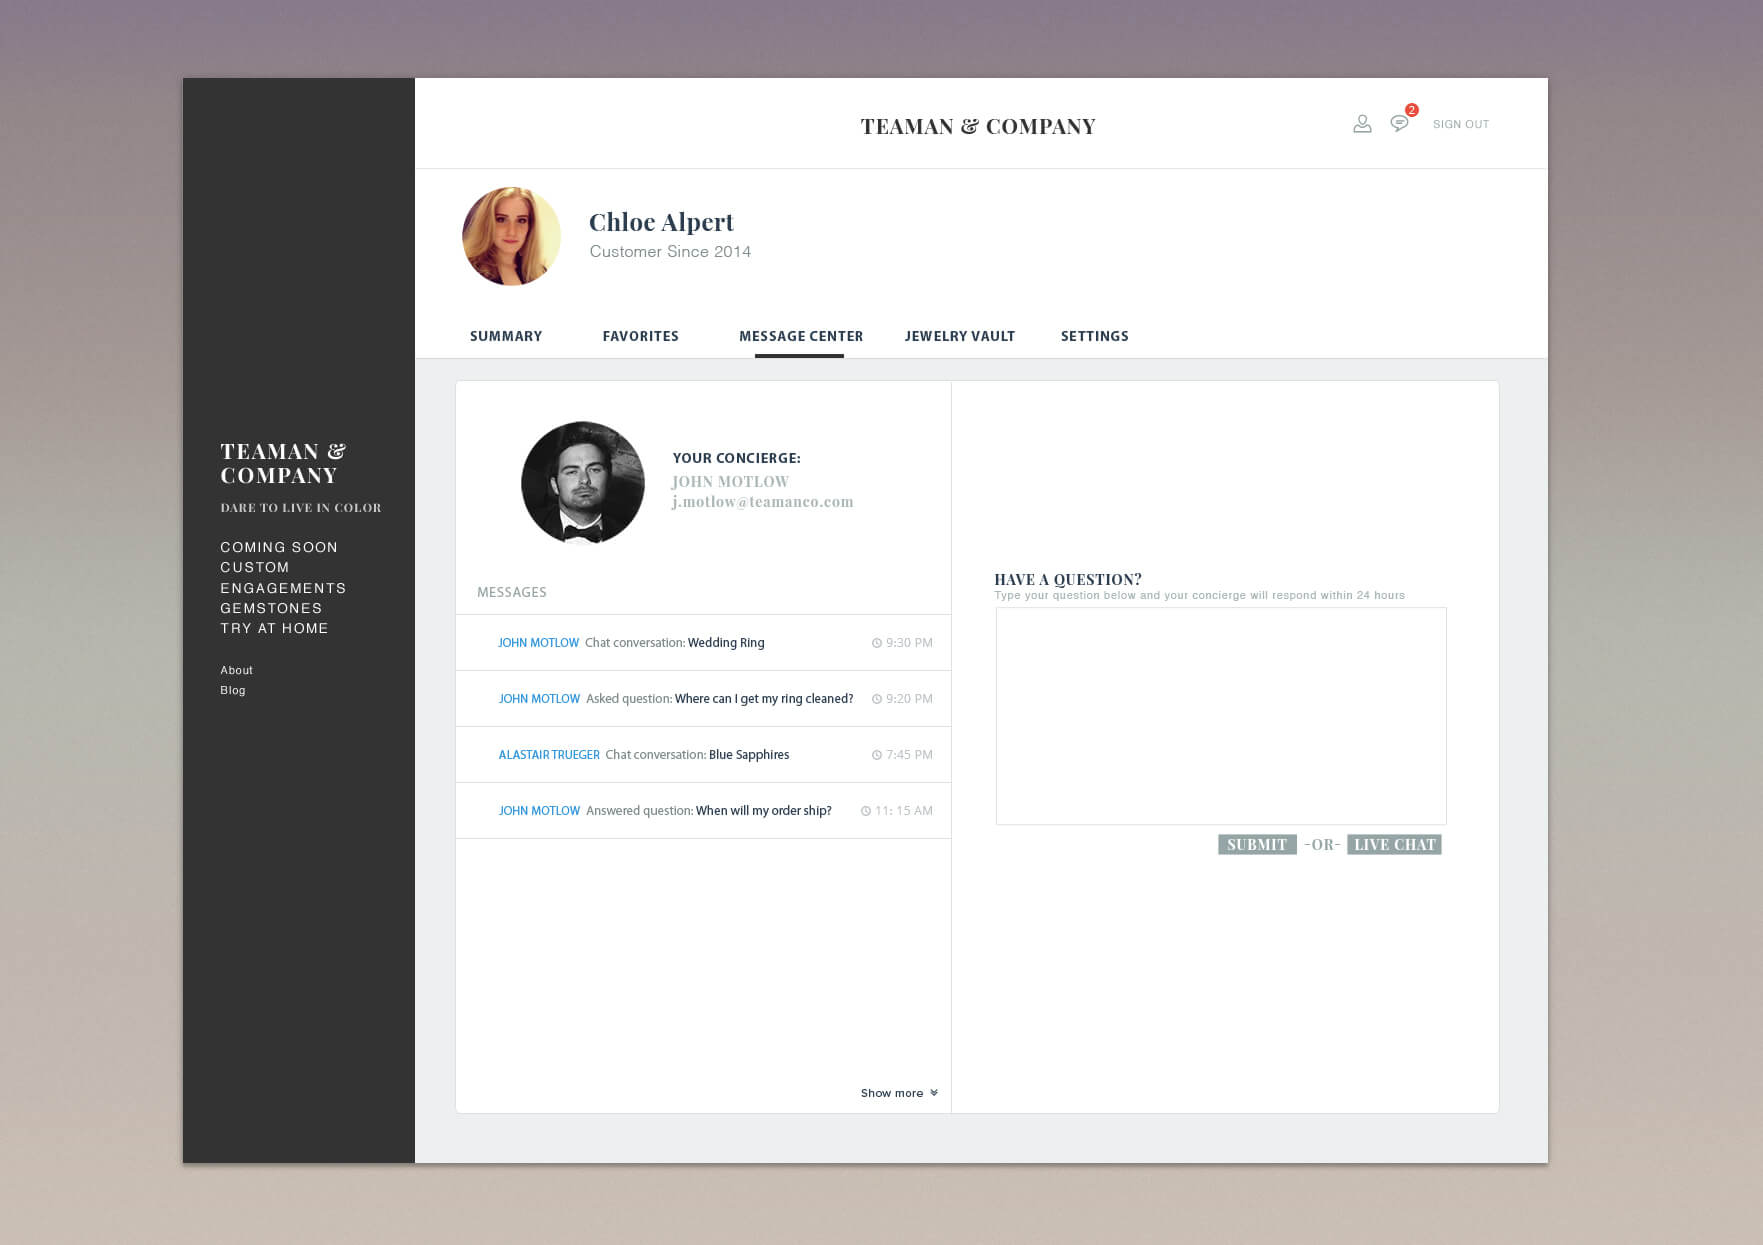 TEAMAN & COMPANY
2
SIGN OUT
Chloe Alpert
Customer Since 2014
SUMMARY
FAVORITES
MESSAGE CENTER
JEWELRY VAULT
SETTINGS
TEAMAN &
COMPANY
DARE TO LIVE IN COLOR
COMING SOON
CUSTOM
ENGAGEMENTS
GEMSTONES
TRY AT HOME
About
Blog
YOUR CONCIERGE:
JOHN MOTLOW
j.motlow@teamanco.com
MESSAGES
JOHN MOTLOW Chat conversation: Wedding Ring 9:30 PM
JOHN MOTLOW Asked question: Where can I get my ring cleaned? 9:20 PM
ALASTAIR TRUEGER Chat conversation: Blue Sapphires 7:45 PM
JOHN MOTLOW Answered question: When will my order ship? 11: 15 AM
Show more
HAVE A QUESTION?
Type your question below and your concierge will respond within 24 hours
SUBMIT -OR- LIVE CHAT